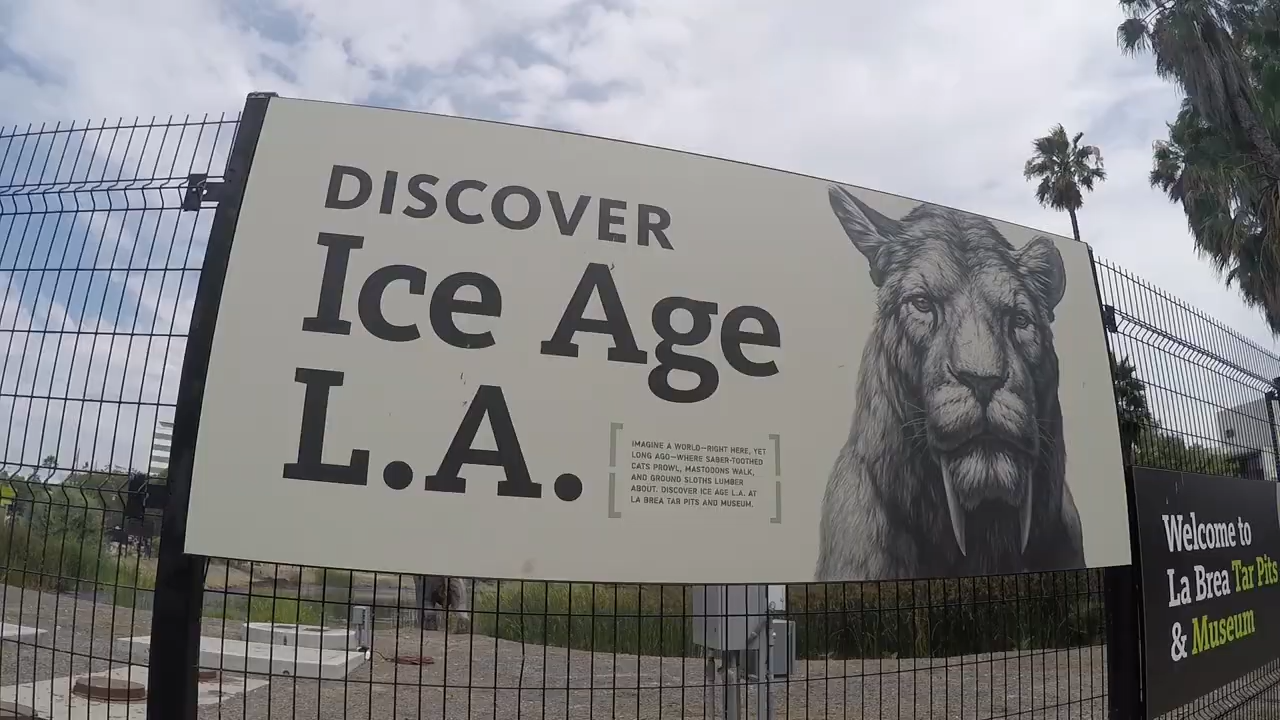 DISCOVER
Ice Age
L.A.
IMAGINE A WORLD—RIGHT HERE, YET
LONG AGO—WHERE SABER-TOOTHED
CATS PROWL, MASTODONS WALK,
AND GROUND SLOTHS LUMBER
ABOUT. DISCOVER ICE AGE L.A. AT
LA BREA TAR PITS AND MUSEUM.
Welcome to
La Brea Tar Pits
& Museum